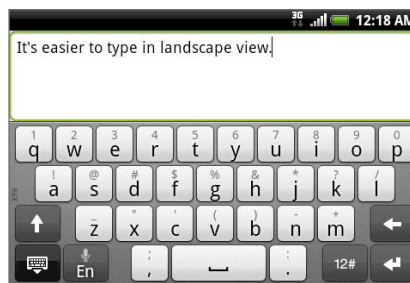 3G 12:18 AM
It's easier to type in landscape view.
1 2 3 4 5 6 7 8 9 0
q w e r t y u i o p
! @ # $ % & * ? /
a s d f g h j k l
_ " ' ( ) - +
z x c v b n m
En , ; . : 12#
XT9